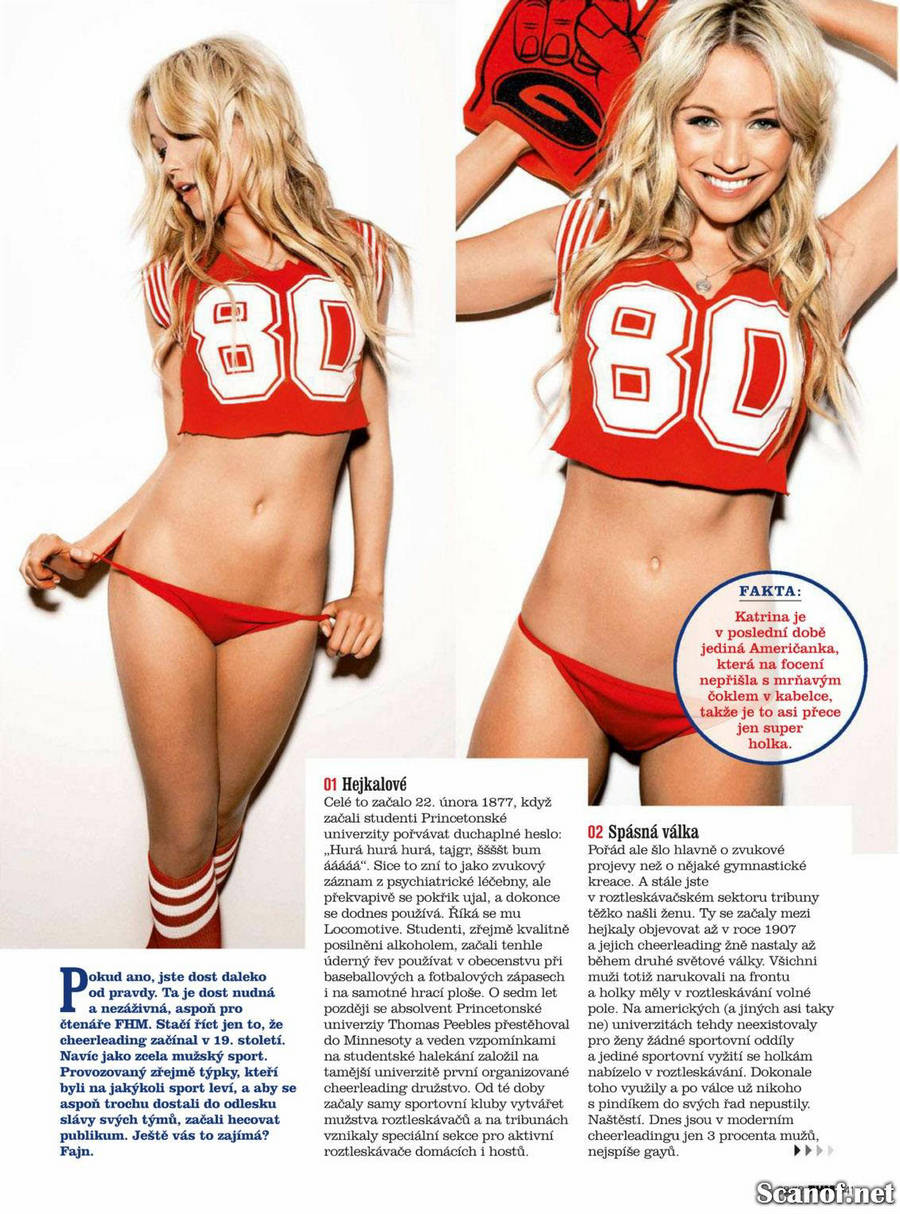 80
80
FAKTA:
Katrina je
v poslední době
jediná Američanka,
která na focení
nepřišla s mrňavým
čoklem v kabelce,
takže je to asi přece
jen super
holka.
Pokud ano, jste dost daleko
od pravdy. Ta je dost nudná
a nezáživná, aspoň pro
čtenáře FHM. Stačí říct jen to, že
cheerleading začínal v 19. století.
Navíc jako zcela mužský sport.
Provozovaný zřejmě týpky, kteří
byli na jakýkoli sport leví, a aby se
aspoň trochu dostali do odlesku
slávy svých týmů, začali hecovat
publikum. Ještě vás to zajímá?
Fajn.
01 Hejkalové
Celé to začalo 22. února 1877, když
začali studenti Princetonské
univerzity pořvávat duchaplné heslo:
„Hurá hurá hurá, tajgr, ššššt bum
ááááá“. Sice to zní to jako zvukový
záznam z psychiatrické léčebny, ale
překvapivě se pokřik ujal, a dokonce
se dodnes používá. Říká se mu
Locomotive. Studenti, zřejmě kvalitně
posilněni alkoholem, začali tenhle
úderný řev používat v obecenstvu při
baseballových a fotbalových zápasech
i na samotné hrací ploše. O sedm let
později se absolvent Princetonské
univerziy Thomas Peebles přestěhoval
do Minnesoty a veden vzpomínkami
na studentské halekání založil na
tamější univerzitě první organizované
cheerleading družstvo. Od té doby
začaly samy sportovní kluby vytvářet
mužstva roztleskávačů a na tribunách
vznikaly speciální sekce pro aktivní
roztleskávače domácích i hostů.
02 Spásná válka
Pořád ale šlo hlavně o zvukové
projevy než o nějaké gymnastické
kreace. A stále jste
v roztleskávačském sektoru tribuny
těžko našli ženu. Ty se začaly mezi
hejkaly objevovat až v roce 1907
a jejich cheerleading žně nastaly až
během druhé světové války. Všichni
muži totiž narukovali na frontu
a holky měly v roztleskávání volné
pole. Na amerických (a jiných asi taky
ne) univerzitách tehdy neexistovaly
pro ženy žádné sportovní oddíly
a jediné sportovní vyžití se holkám
nabízelo v roztleskávání. Dokonale
toho využily a po válce už nikoho
s pindíkem do svých řad nepustily.
Naštěstí. Dnes jsou v moderním
cheerleadingu jen 3 procenta mužů,
nejspíše gayů.
Scanof.net